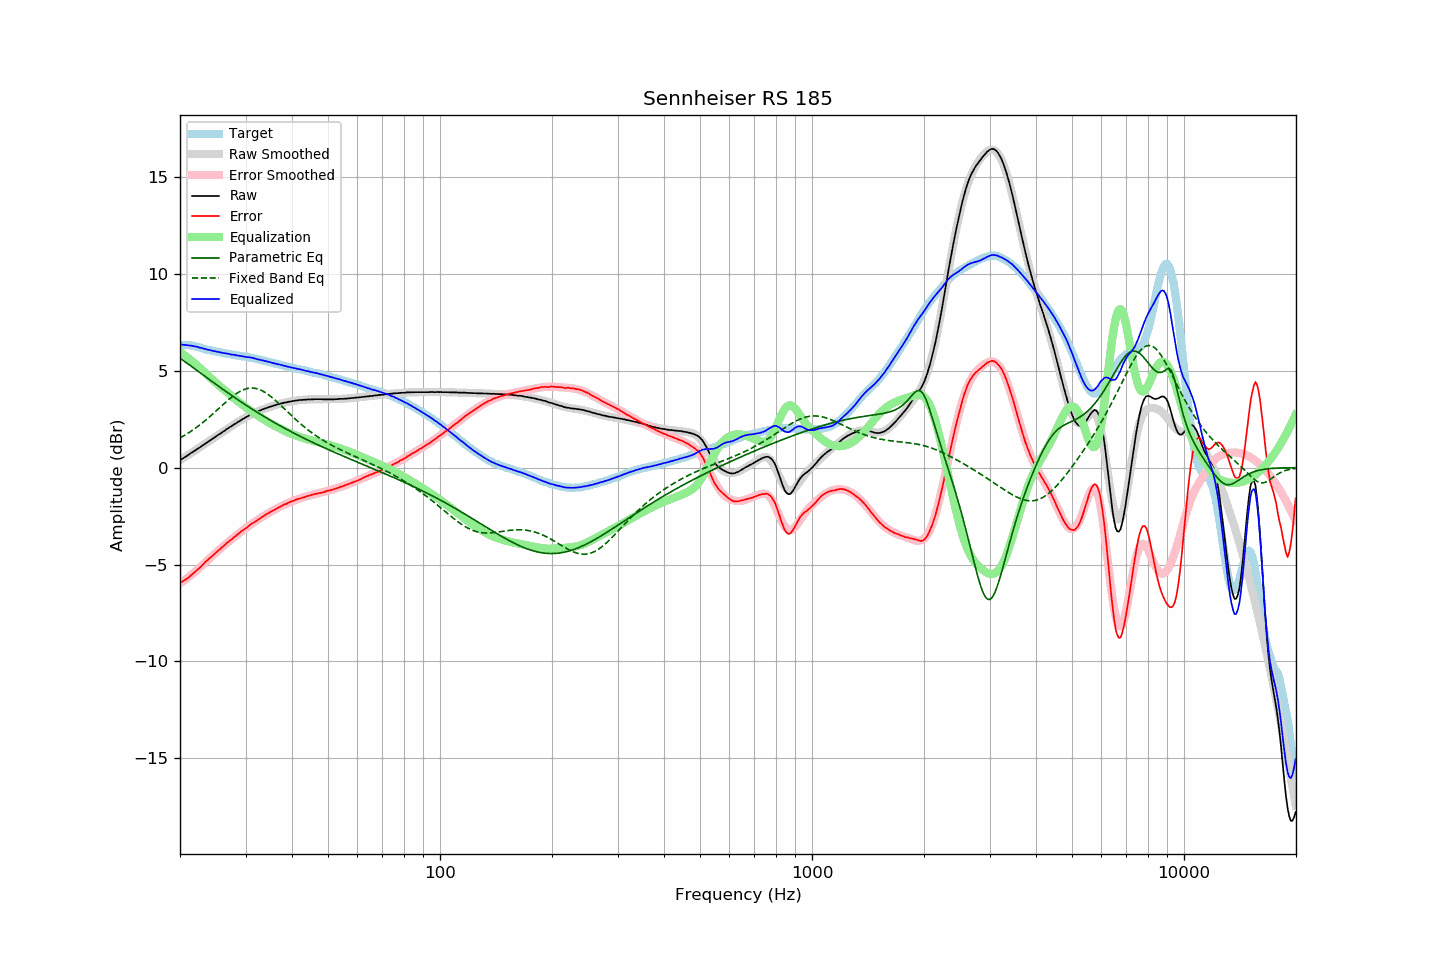 Sennheiser RS 185
Target
Raw Smoothed
Error Smoothed
Raw
Error
Equalization
Parametric Eq
Fixed Band Eq
Equalized
15
10
5
0
−5
−10
−15
Amplitude (dBr)
100
1000
10000
Frequency (Hz)